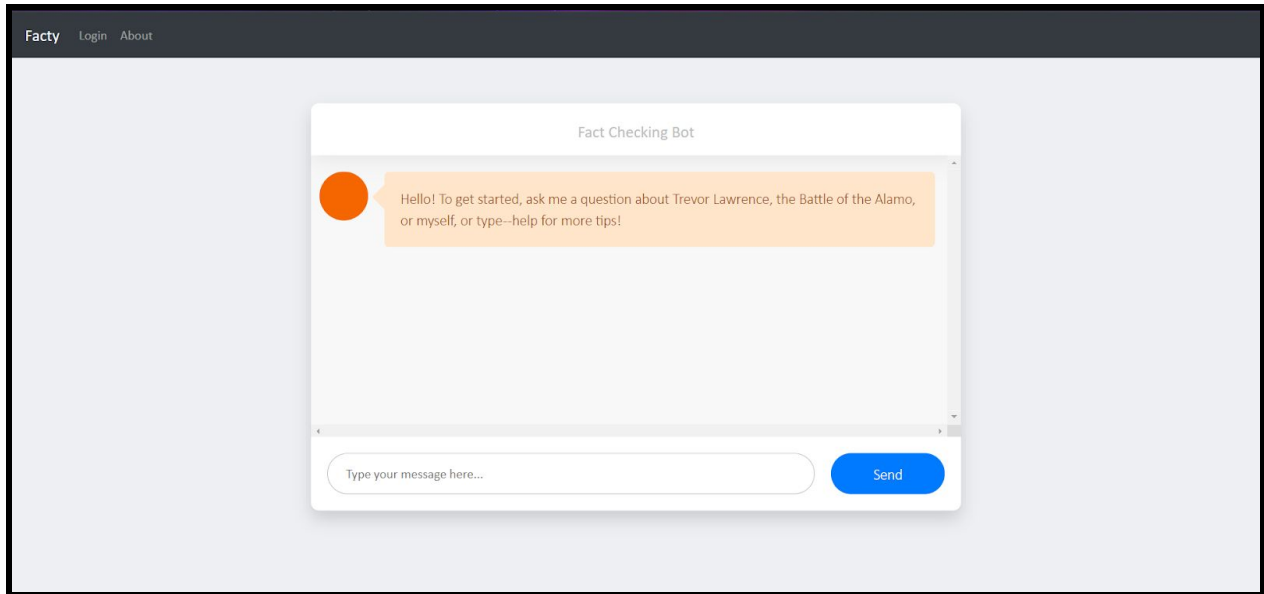 Facty Login About
Fact Checking Bot
Hello! To get started, ask me a question about Trevor Lawrence, the Battle of the Alamo,
or myself, or type--help for more tips!
Type your message here...
Send